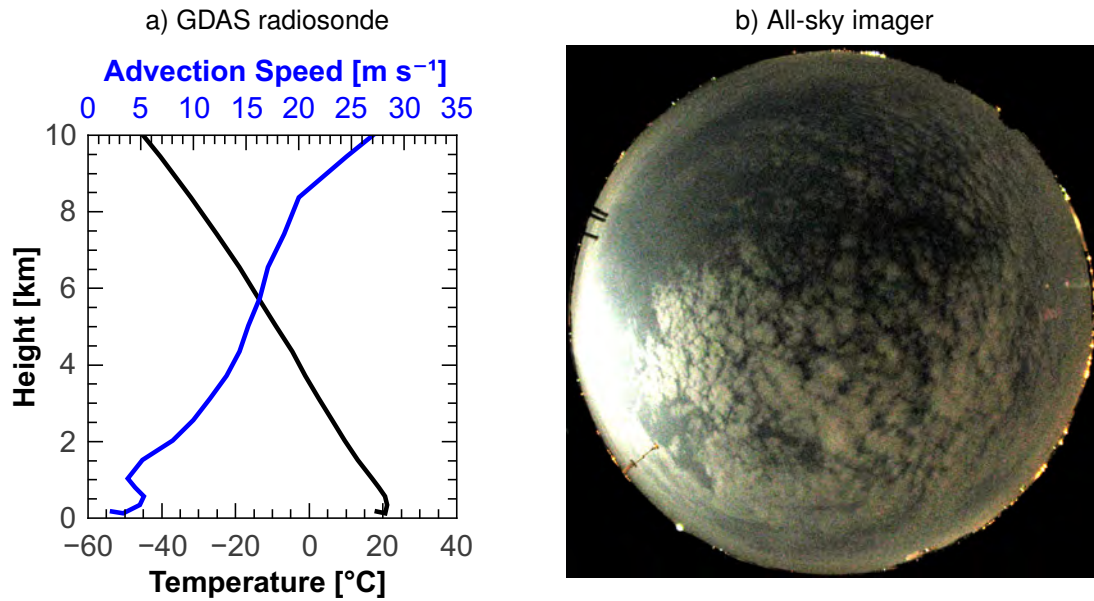 a) GDAS radiosonde
Advection Speed [m s⁻¹]
0 5 10 15 20 25 30 35
10
8
6
4
2
0
Height [km]
−60 −40 −20 0 20 40
Temperature [°C]
b) All-sky imager